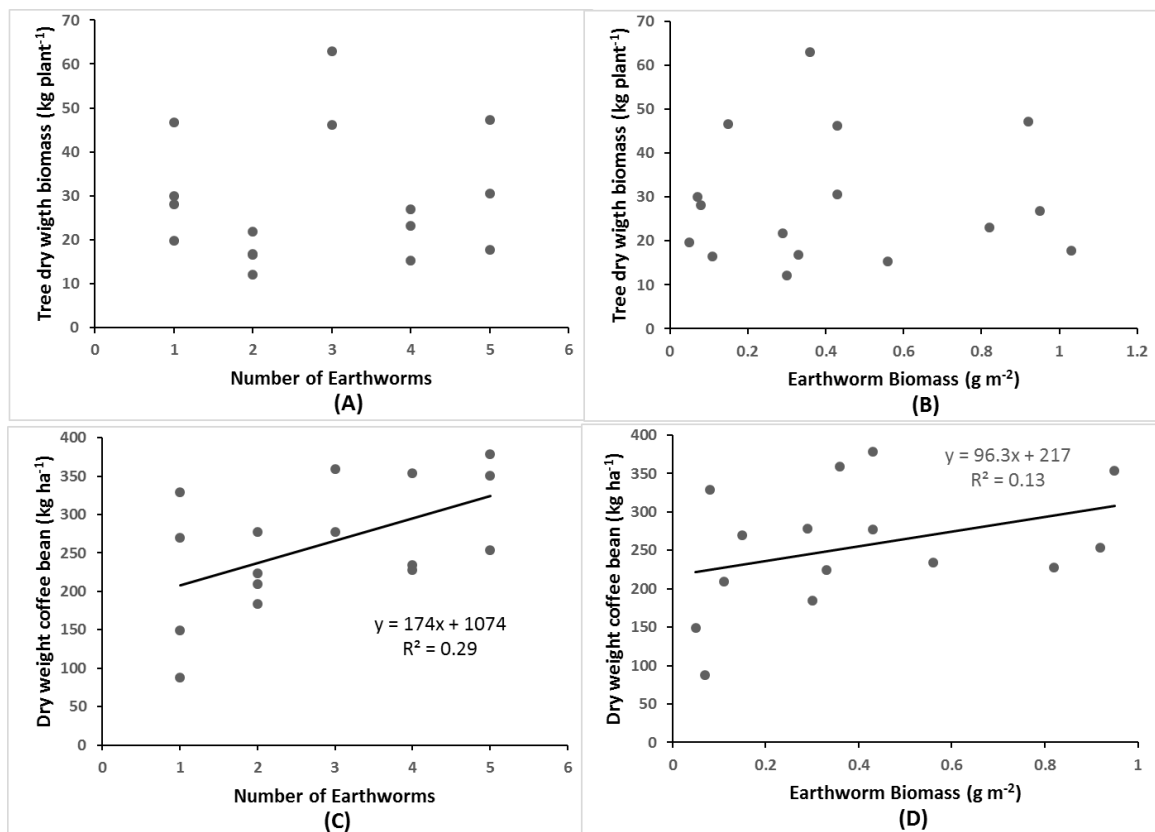 Tree dry wigth biomass (kg plant⁻¹)
70
60
50
40
30
20
10
0
0 1 2 3 4 5 6
Number of Earthworms
(A)
Tree dry wigth biomass (kg plant⁻¹)
70
60
50
40
30
20
10
0
0 0.2 0.4 0.6 0.8 1 1.2
Earthworm Biomass (g m⁻²)
(B)
Dry weight coffee bean (kg ha⁻¹)
400
350
300
250
200
150
100
50
0
y = 174x + 1074
R² = 0.29
0 1 2 3 4 5 6
Number of Earthworms
(C)
Dry weight coffee bean (kg ha⁻¹)
400
350
300
250
200
150
100
50
0
y = 96.3x + 217
R² = 0.13
0 0.2 0.4 0.6 0.8 1
Earthworm Biomass (g m⁻²)
(D)